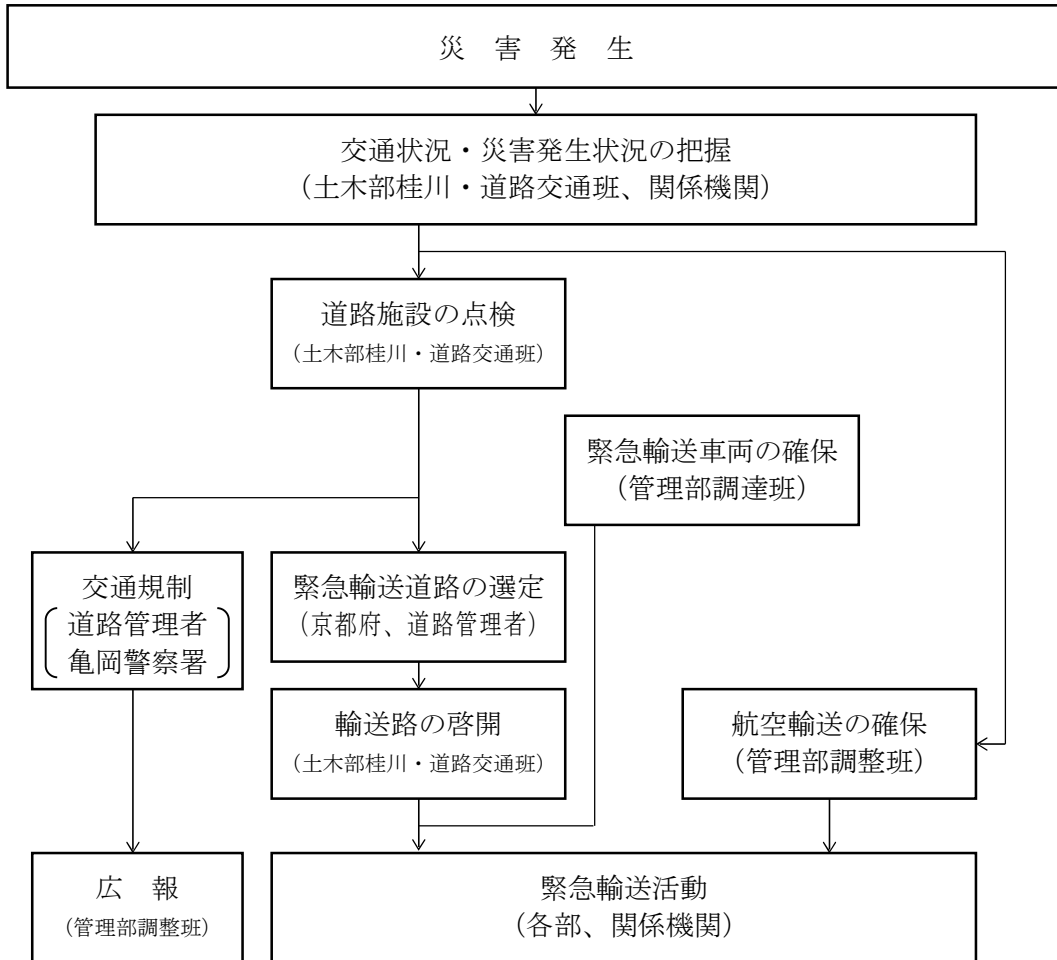 災　害　発　生
交通状況・災害発生状況の把握
（土木部桂川・道路交通班、関係機関）
道路施設の点検
（土木部桂川・道路交通班）
緊急輸送車両の確保
（管理部調達班）
交通規制
道路管理者
亀岡警察署
緊急輸送道路の選定
（京都府、道路管理者）
輸送路の啓開
（土木部桂川・道路交通班）
航空輸送の確保
（管理部調整班）
広　報
（管理部調整班）
緊急輸送活動
（各部、関係機関）